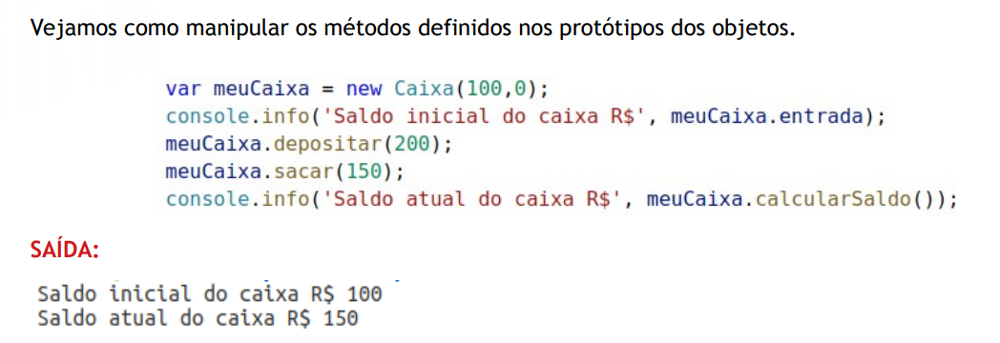 Vejamos como manipular os métodos definidos nos protótipos dos objetos.
var meuCaixa = new Caixa(100,0);
console.info('Saldo inicial do caixa R$', meuCaixa.entrada);
meuCaixa.depositar(200);
meuCaixa.sacar(150);
console.info('Saldo atual do caixa R$', meuCaixa.calcularSaldo());
SAÍDA:
Saldo inicial do caixa R$ 100
Saldo atual do caixa R$ 150